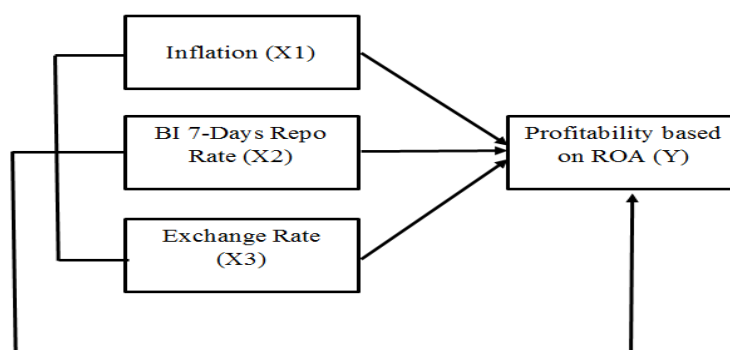 Inflation (X1)
BI 7-Days Repo
Rate (X2)
Profitability based
on ROA (Y)
Exchange Rate
(X3)